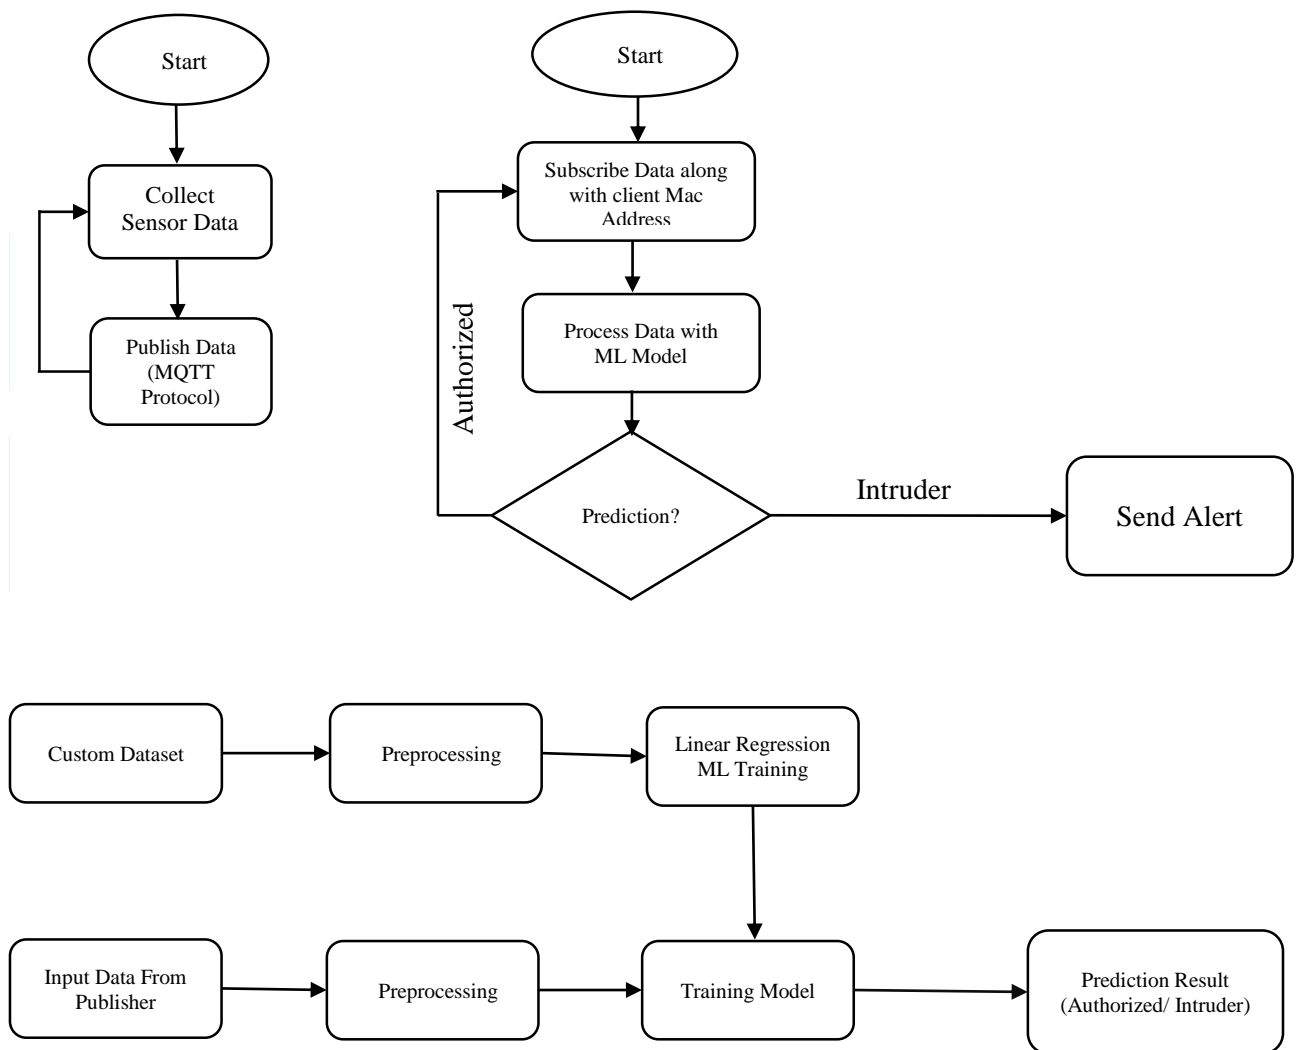 Start
Collect
Sensor Data
Publish Data
(MQTT
Protocol)
Start
Subscribe Data along
with client Mac
Address
Process Data with
ML Model
Authorized
Prediction?
Intruder
Send Alert
Custom Dataset
Preprocessing
Linear Regression
ML Training
Input Data From
Publisher
Preprocessing
Training Model
Prediction Result
(Authorized/ Intruder)